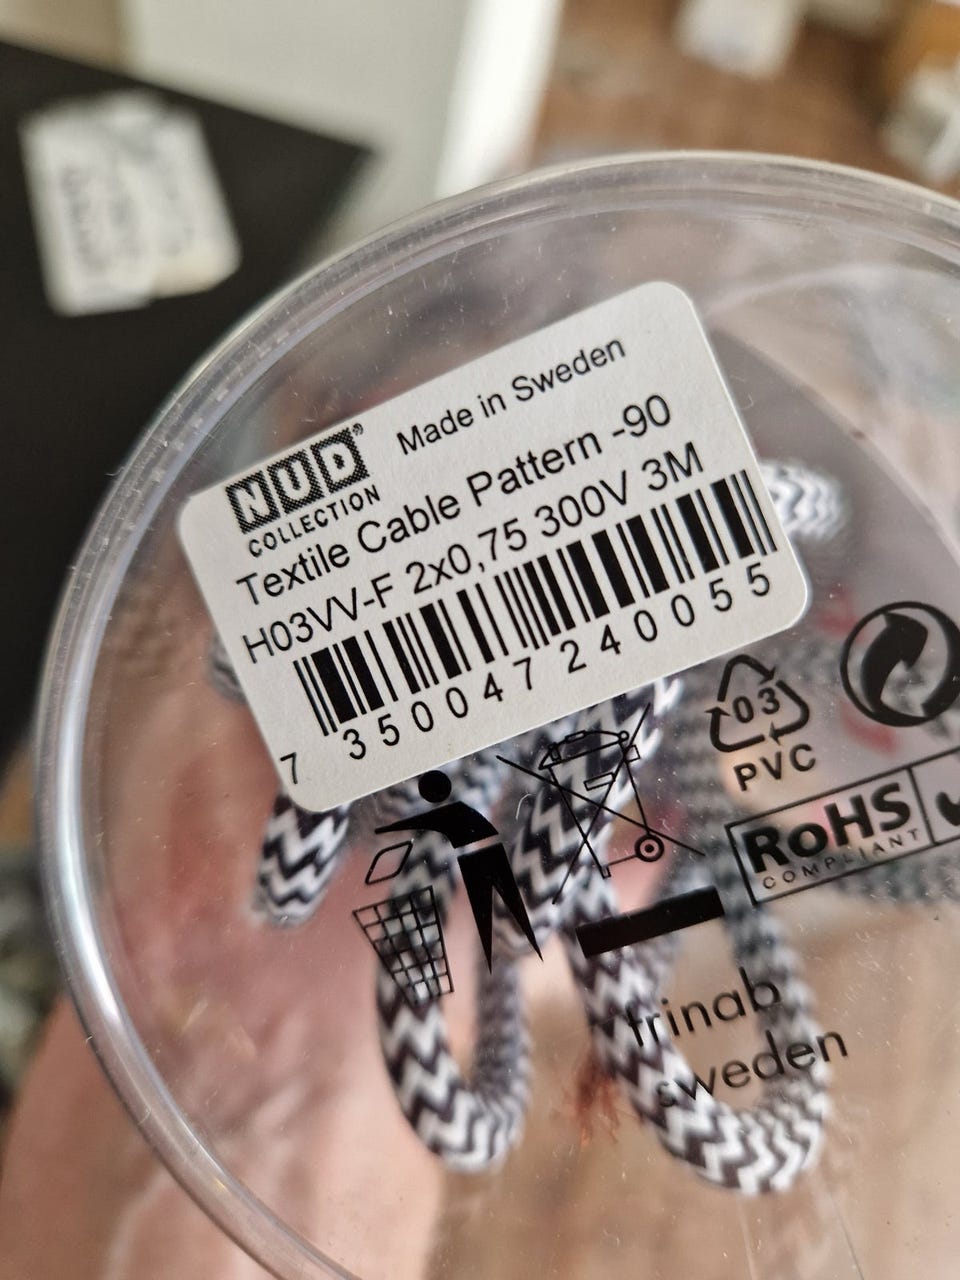 NUD®
COLLECTION
Made in Sweden
Textile Cable Pattern -90
H03VV-F 2x0,75 300V 3M
7 350047 240055
03
PVC
RoHS
COMPLIANT
trinab
sweden